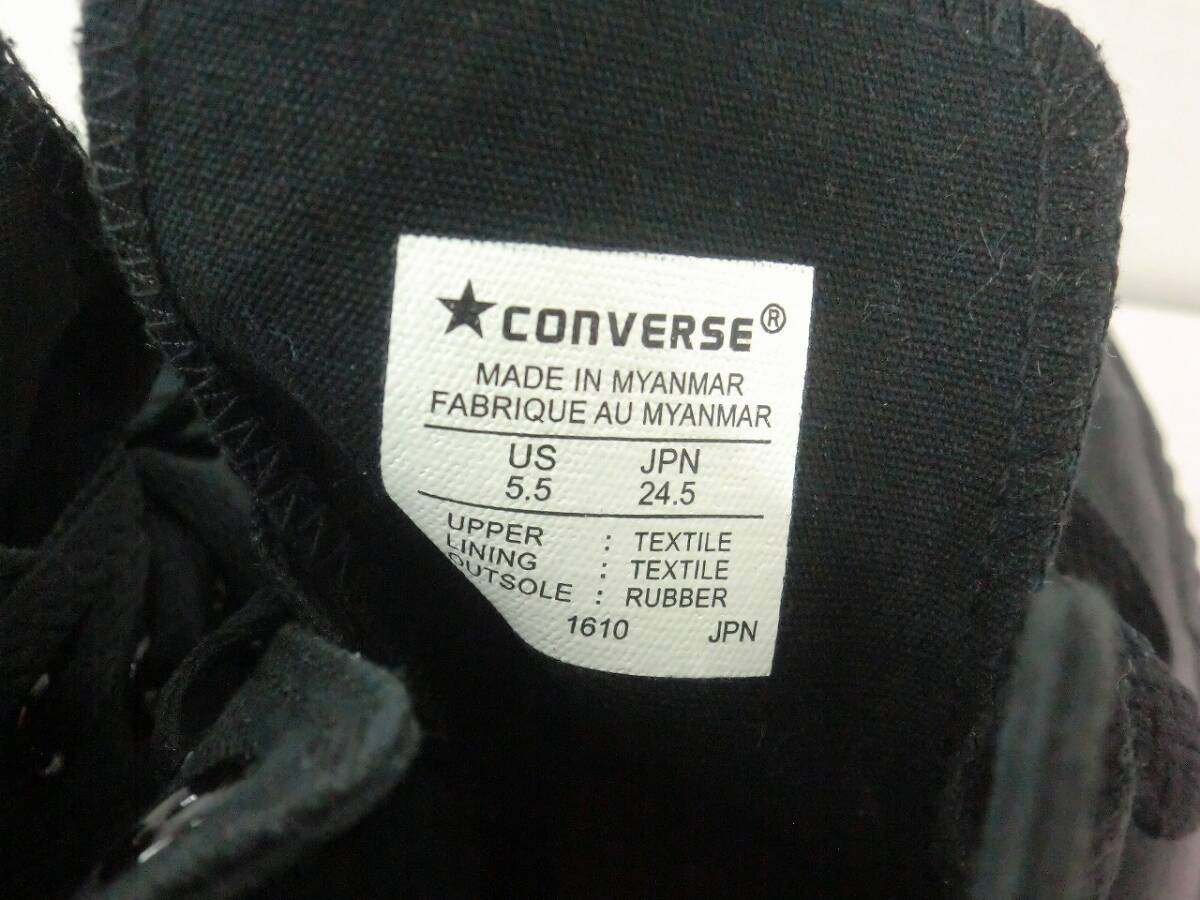 ★CONVERSE®
MADE IN MYANMAR
FABRIQUE AU MYANMAR
US JPN
5.5 24.5
UPPER : TEXTILE
LINING : TEXTILE
OUTSOLE : RUBBER
1610 JPN